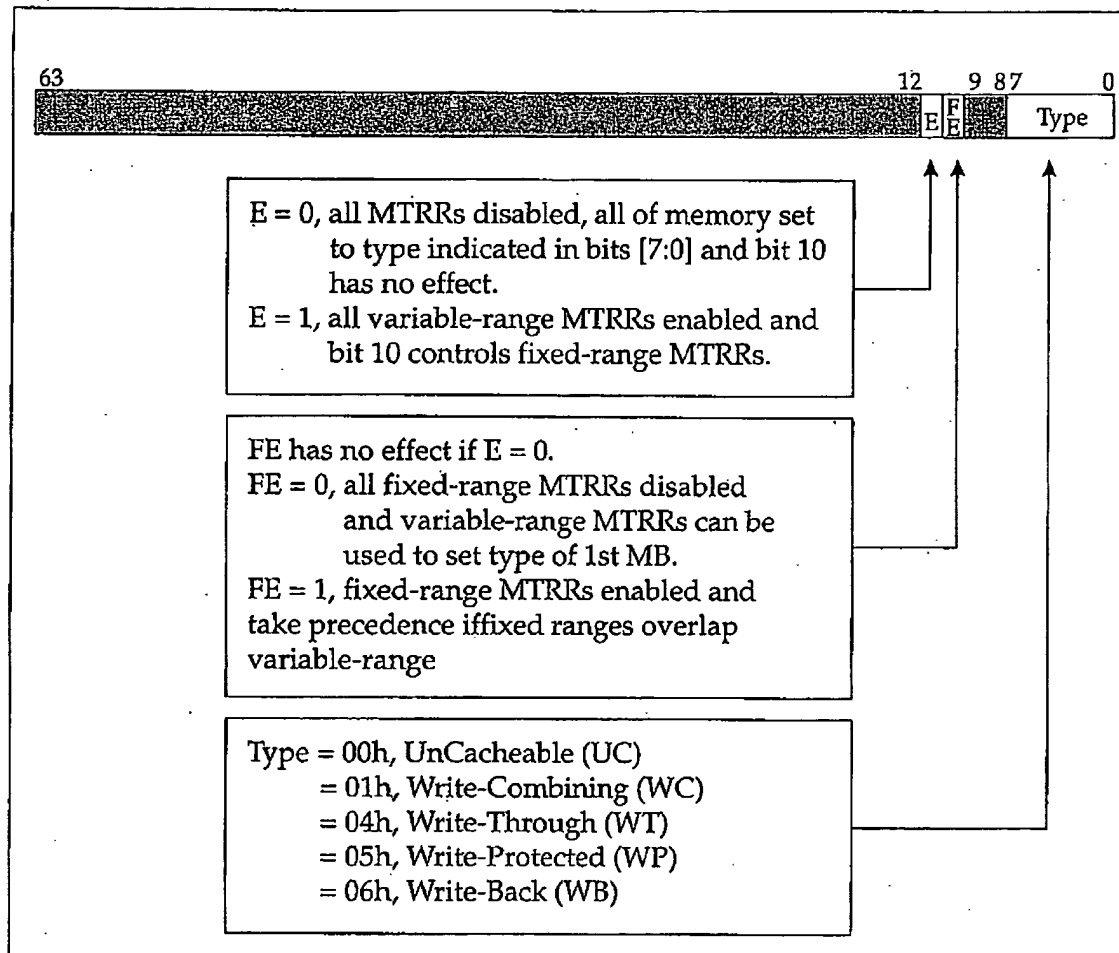 63 12 9 87 0
E F E Type
E = 0, all MTRRs disabled, all of memory set
to type indicated in bits [7:0] and bit 10
has no effect.
E = 1, all variable-range MTRRs enabled and
bit 10 controls fixed-range MTRRs.
FE has no effect if E = 0.
FE = 0, all fixed-range MTRRs disabled
and variable-range MTRRs can be
used to set type of 1st MB.
FE = 1, fixed-range MTRRs enabled and
take precedence iffixed ranges overlap
variable-range
Type = 00h, UnCacheable (UC)
= 01h, Write-Combining (WC)
= 04h, Write-Through (WT)
= 05h, Write-Protected (WP)
= 06h, Write-Back (WB)